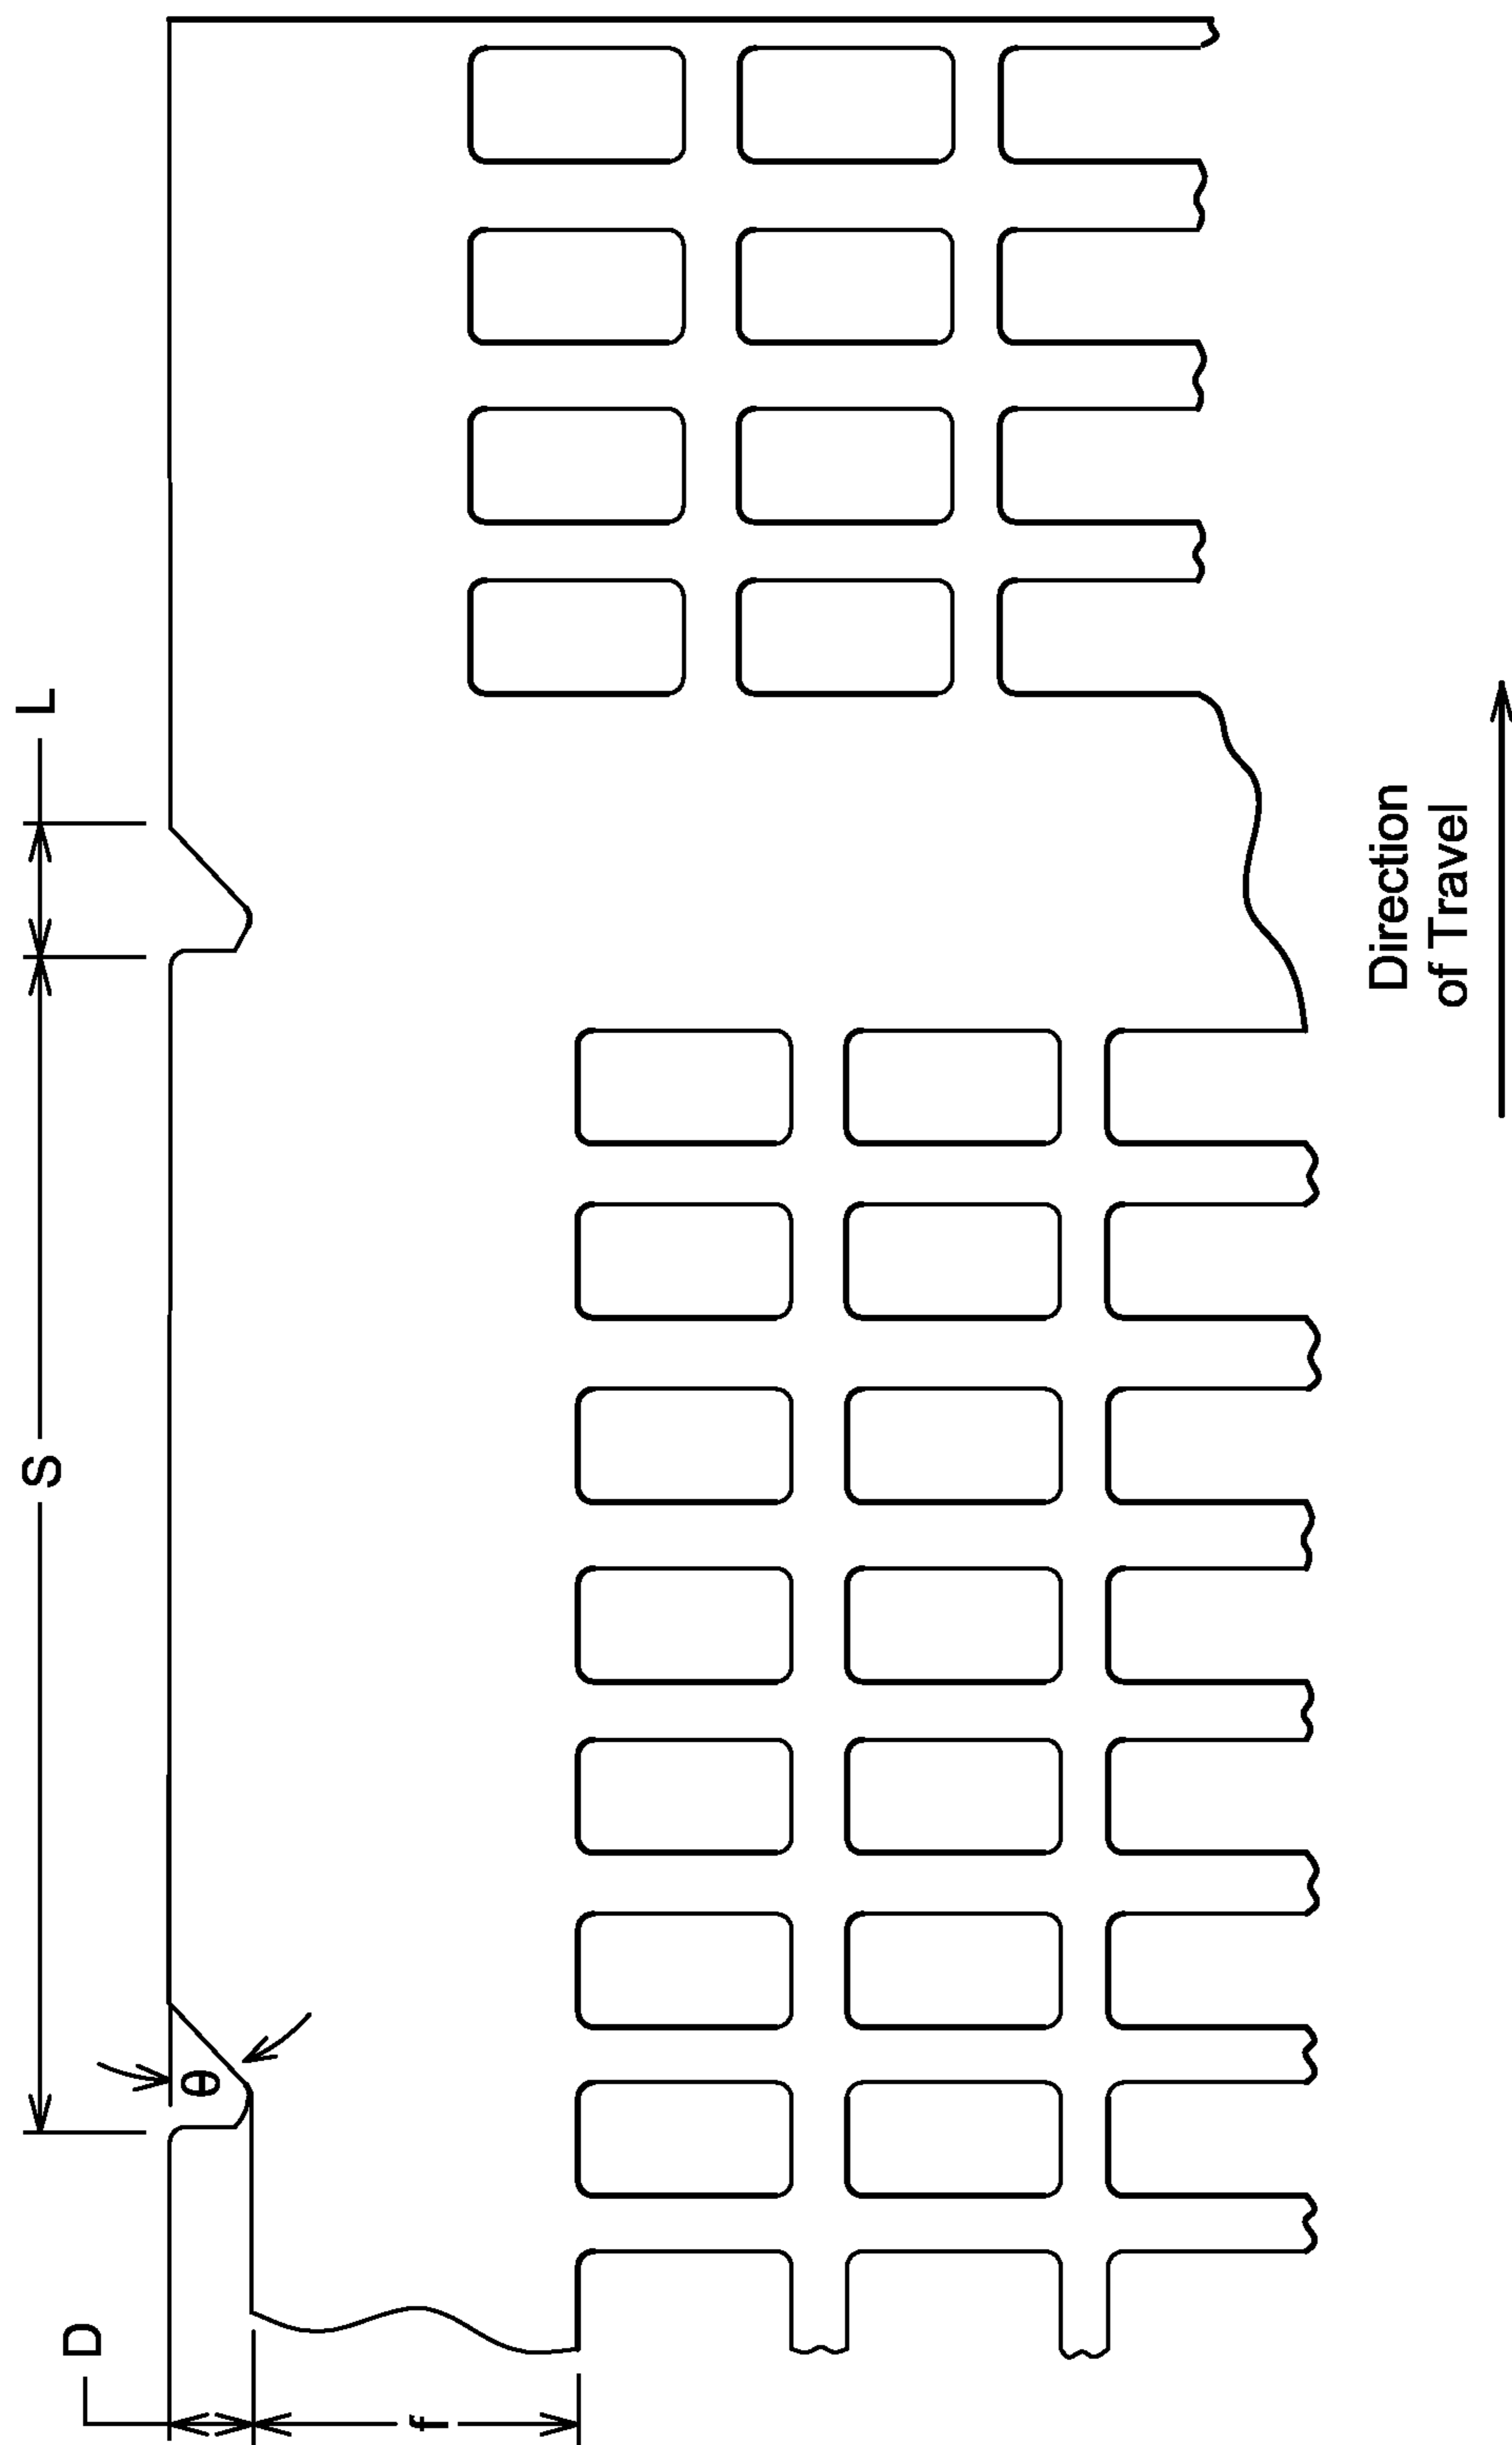 L
S
θ
D
f
Direction
of Travel